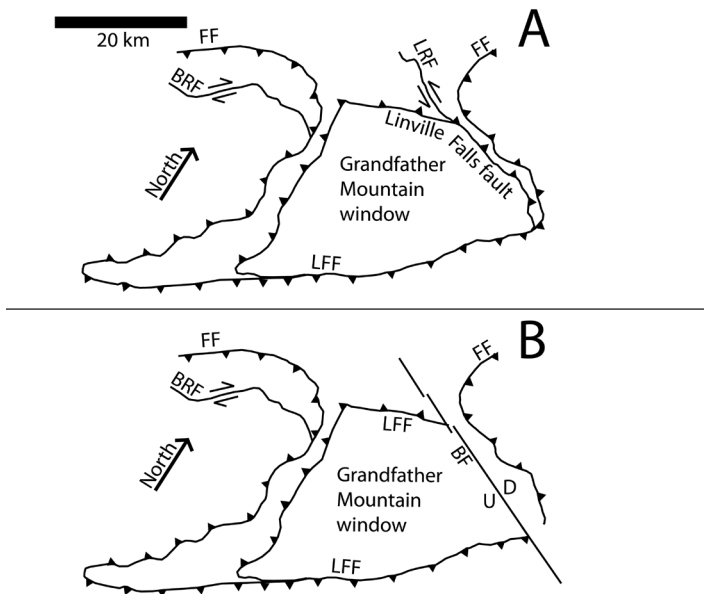 20 km
FF
BRF
LRF
FF
A
Linville Falls fault
North
Grandfather
Mountain
window
LFF
FF
BRF
FF
B
LFF
North
BF
Grandfather
Mountain
window
D
U
LFF